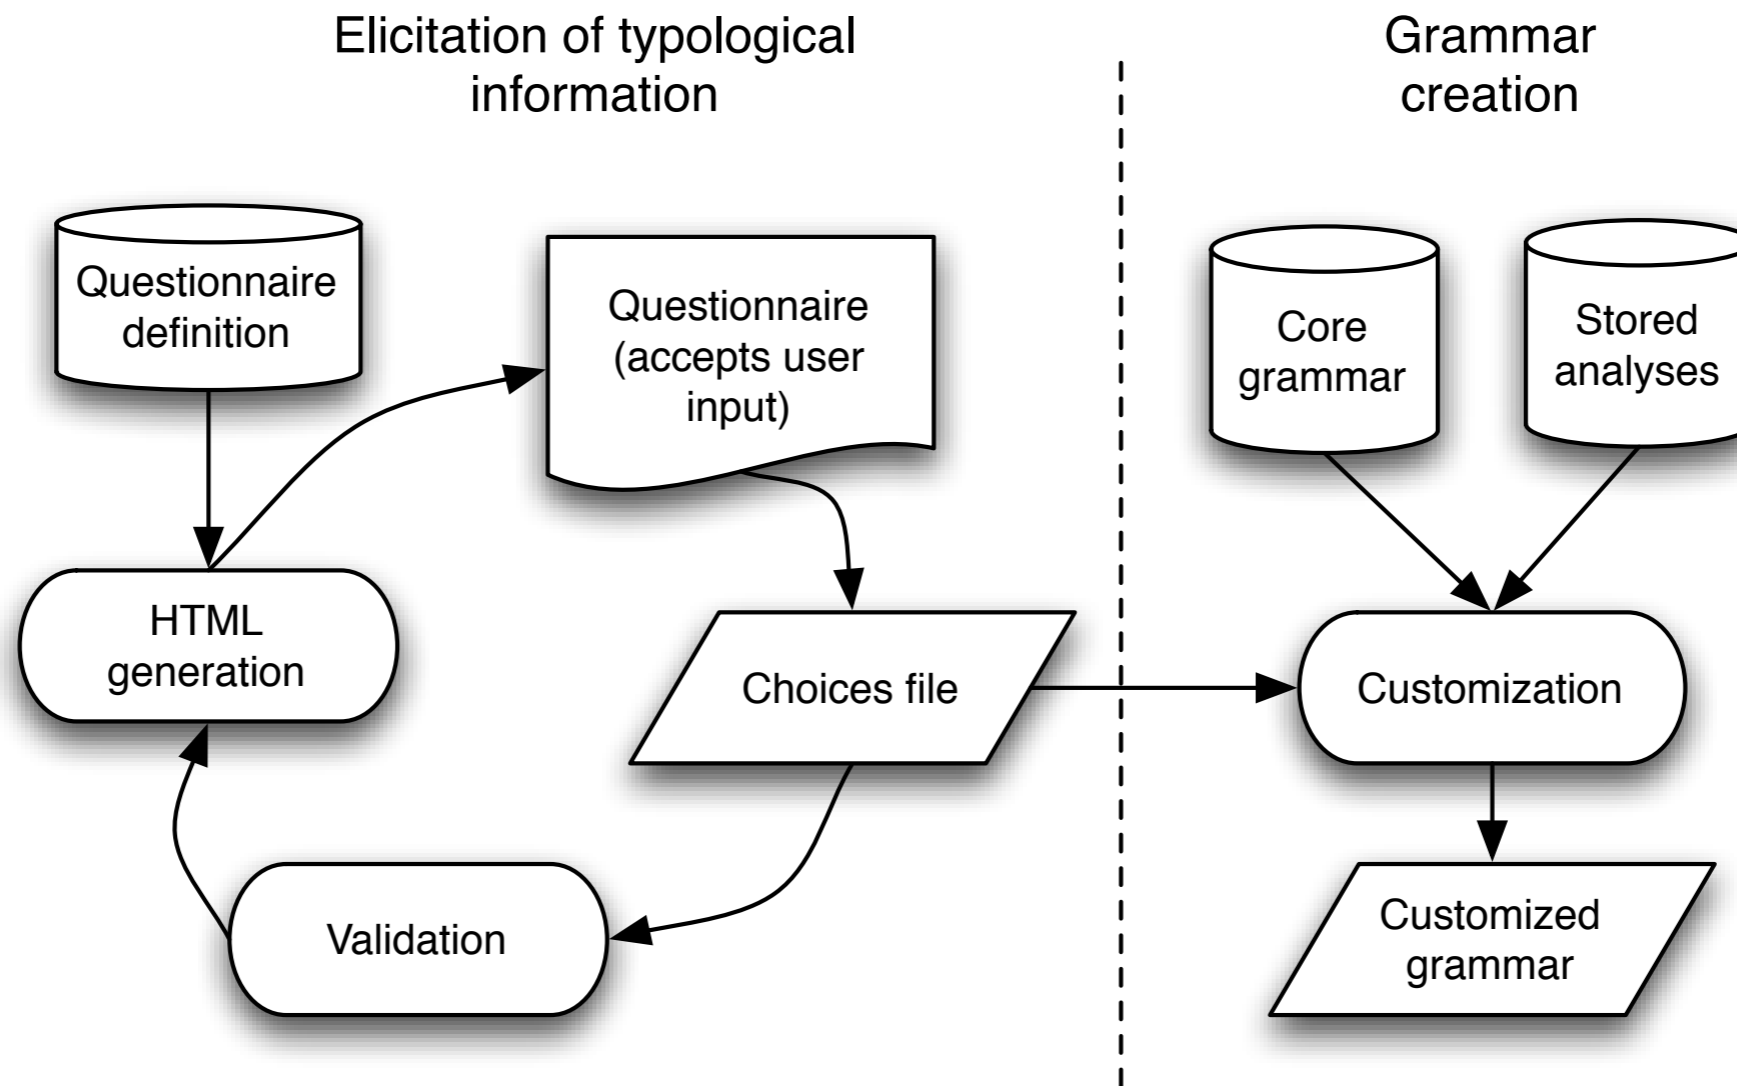 Elicitation of typological
information
Grammar
creation
Questionnaire
definition
Questionnaire
(accepts user
input)
Core
grammar
Stored
analyses
HTML
generation
Choices file
Customization
Validation
Customized
grammar